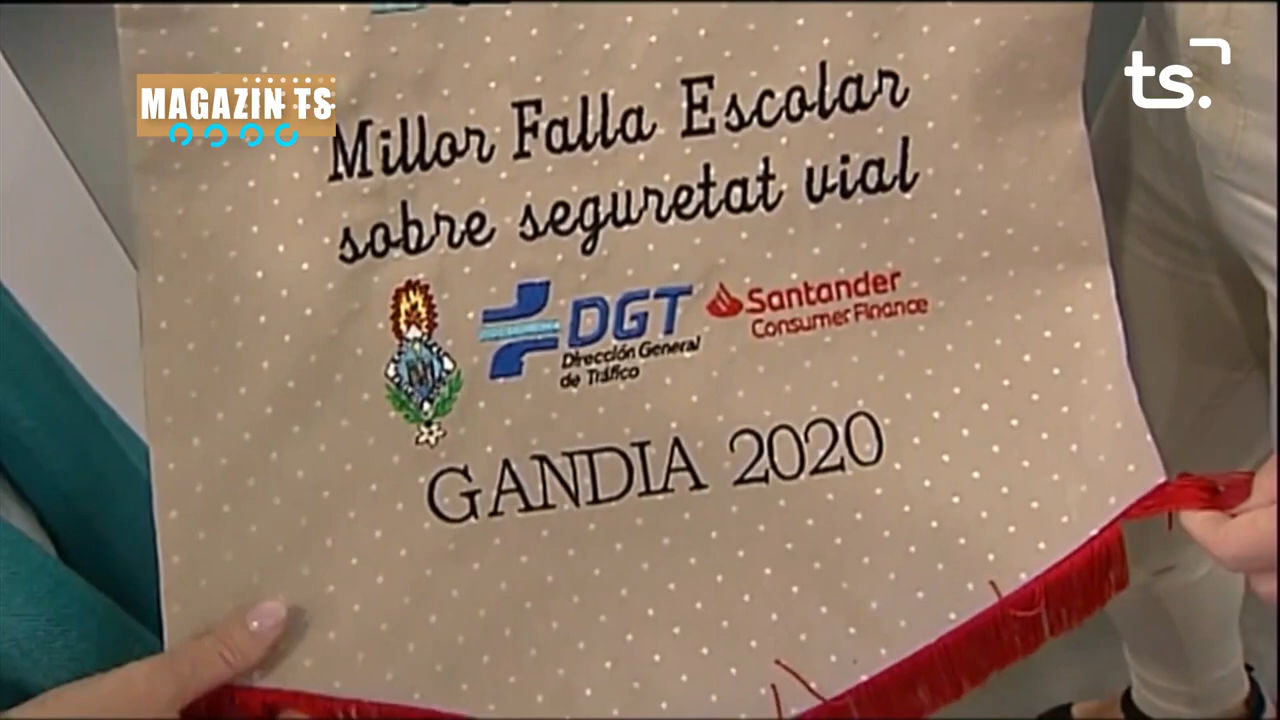 MAGAZIN TS
ts.
Millor Falla Escolar
sobre seguretat vial
DGT
Dirección General
de Tráfico
Santander
Consumer Finance
GANDIA 2020